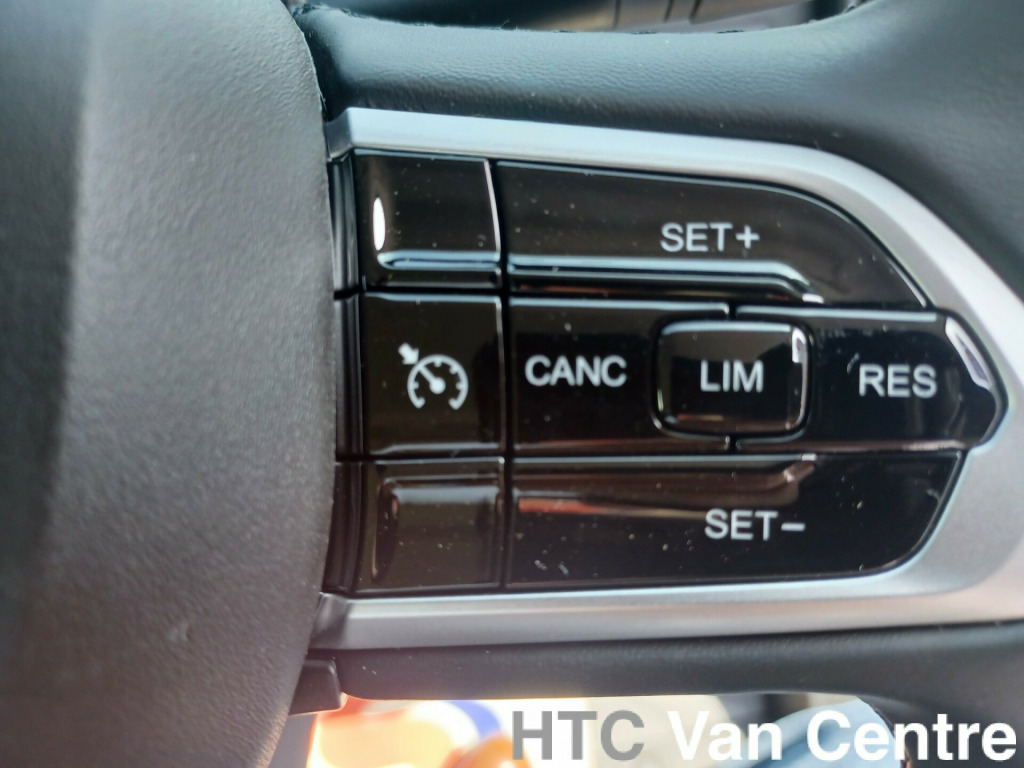 SET+
CANC LIM RES
SET-
HTC Van Centre